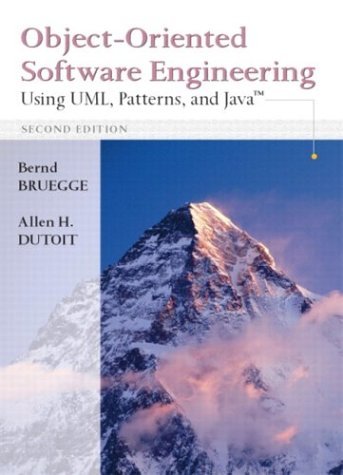 Object-Oriented
Software Engineering
Using UML, Patterns, and Java™
SECOND EDITION
Bernd
BRUEGGE
Allen H.
DUTOIT